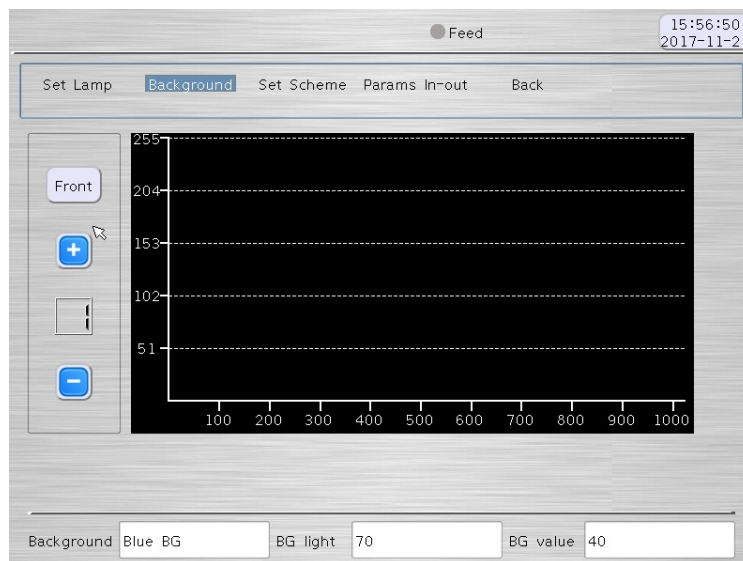 Feed
15:56:50
2017-11-2
Set Lamp Background Set Scheme Params In-out Back
Front
1
255
204
153
102
51
100 200 300 400 500 600 700 800 900 1000
Background Blue BG BG light 70 BG value 40